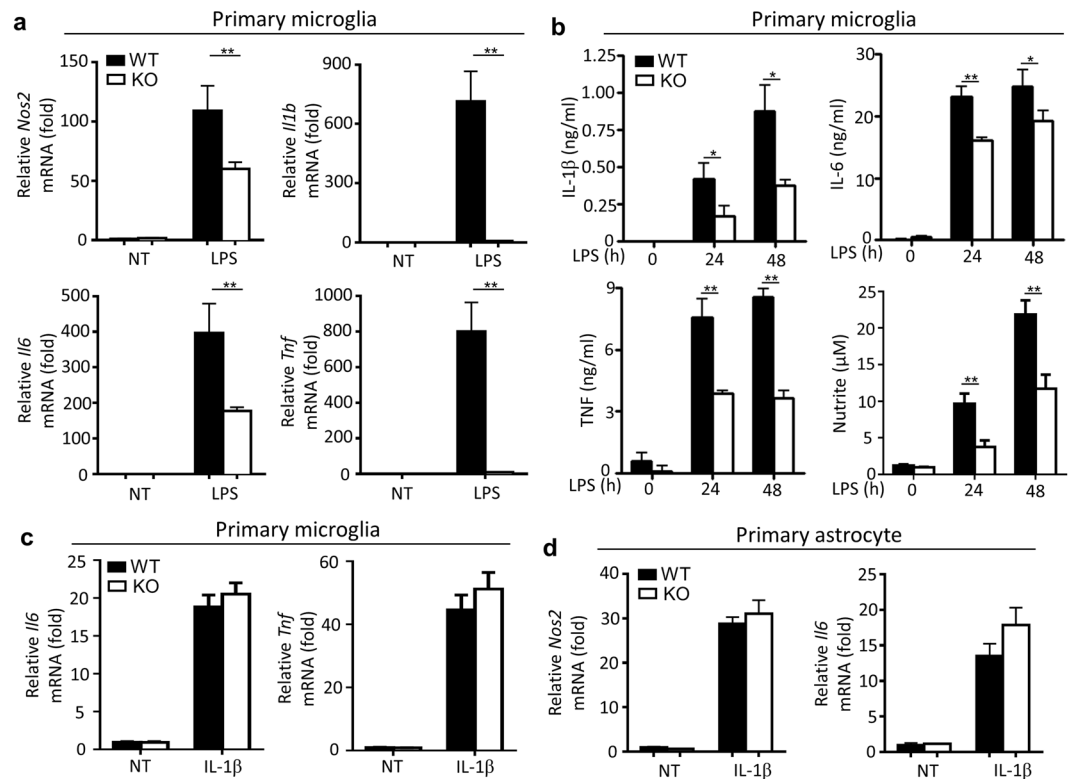 a
Primary microglia
WT
KO
Relative Nos2
mRNA (fold)
150
100
50
0
NT
LPS
**
Relative Il1b
mRNA (fold)
900
600
300
0
NT
LPS
**
Relative Il6
mRNA (fold)
500
400
300
200
100
0
NT
LPS
**
Relative Tnf
mRNA (fold)
1000
800
600
400
200
0
NT
LPS
**
b
Primary microglia
WT
KO
IL-1β (ng/ml)
1.25
1.00
0.75
0.50
0.25
0
LPS (h)
0
24
48
*
*
IL-6 (ng/ml)
30
20
10
0
LPS (h)
0
24
48
**
*
TNF (ng/ml)
9
6
3
0
LPS (h)
0
24
48
**
**
Nutrite (μM)
25
20
15
10
5
0
LPS (h)
0
24
48
**
**
c
Primary microglia
WT
KO
Relative Il6
mRNA (fold)
25
20
15
10
5
0
NT
IL-1β
Relative Tnf
mRNA (fold)
60
40
20
0
NT
IL-1β
d
Primary astrocyte
WT
KO
Relative Nos2
mRNA (fold)
40
30
20
10
0
NT
IL-1β
Relative Il6
mRNA (fold)
25
20
15
10
5
0
NT
IL-1β